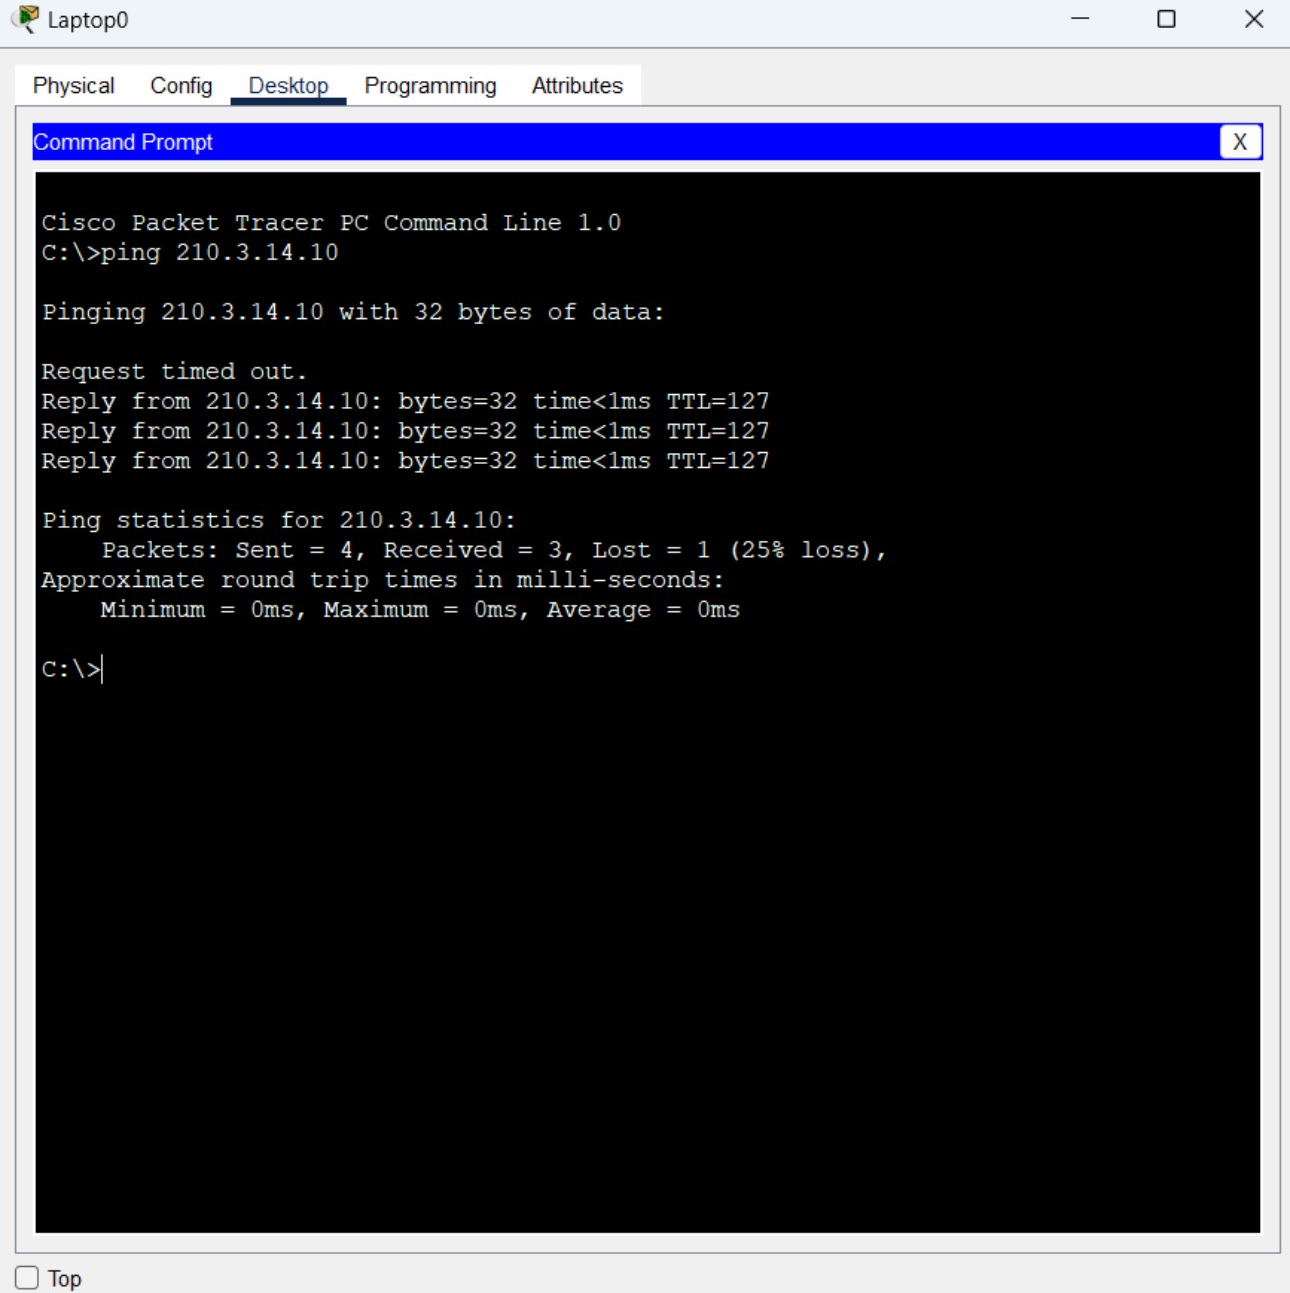 Laptop0
Physical Config Desktop Programming Attributes
Command Prompt X
Cisco Packet Tracer PC Command Line 1.0
C:\>ping 210.3.14.10
Pinging 210.3.14.10 with 32 bytes of data:
Request timed out.
Reply from 210.3.14.10: bytes=32 time<1ms TTL=127
Reply from 210.3.14.10: bytes=32 time<1ms TTL=127
Reply from 210.3.14.10: bytes=32 time<1ms TTL=127
Ping statistics for 210.3.14.10:
Packets: Sent = 4, Received = 3, Lost = 1 (25% loss),
Approximate round trip times in milli-seconds:
Minimum = 0ms, Maximum = 0ms, Average = 0ms
C:\>
Top